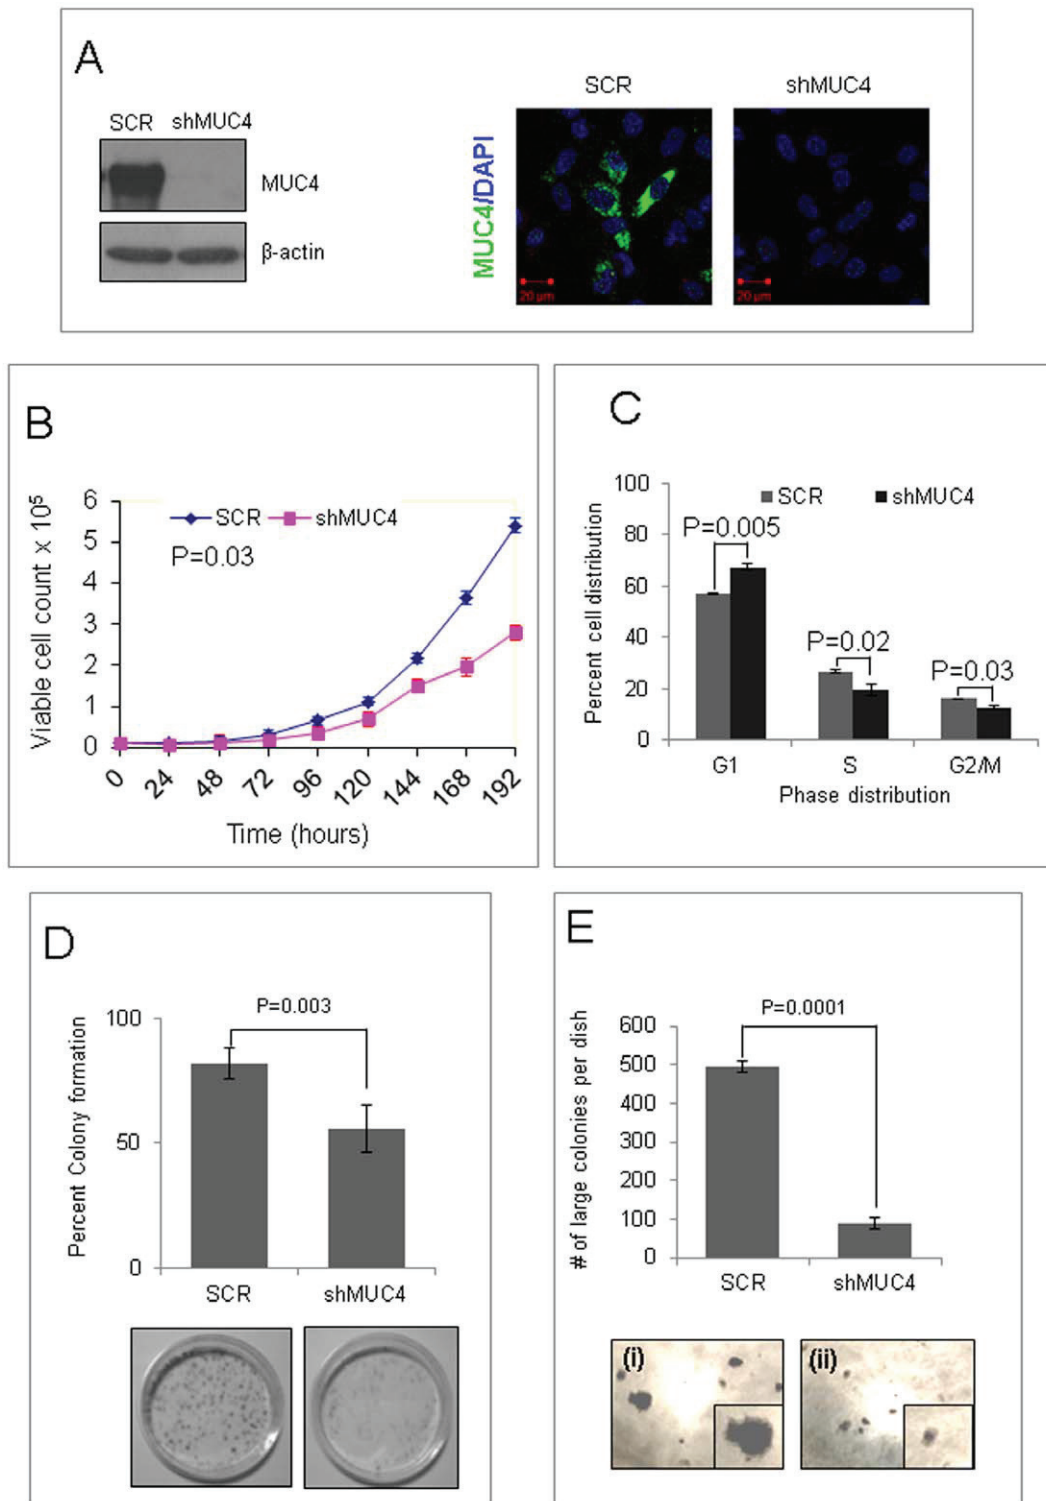 A
SCR shMUC4
MUC4
β-actin
SCR shMUC4
MUC4/DAPI
20 µm 20 µm
B
Viable cell count x 10⁵
6
5
4
3
2
1
0
SCR shMUC4
P=0.03
0 24 48 72 96 120 144 168 192
Time (hours)
C
Percent cell distribution
100
80
60
40
20
0
SCR shMUC4
P=0.005
P=0.02
P=0.03
G1 S G2/M
Phase distribution
D
Percent Colony formation
100
50
0
P=0.003
SCR shMUC4
E
# of large colonies per dish
600
500
400
300
200
100
0
P=0.0001
SCR shMUC4
(i) (ii)